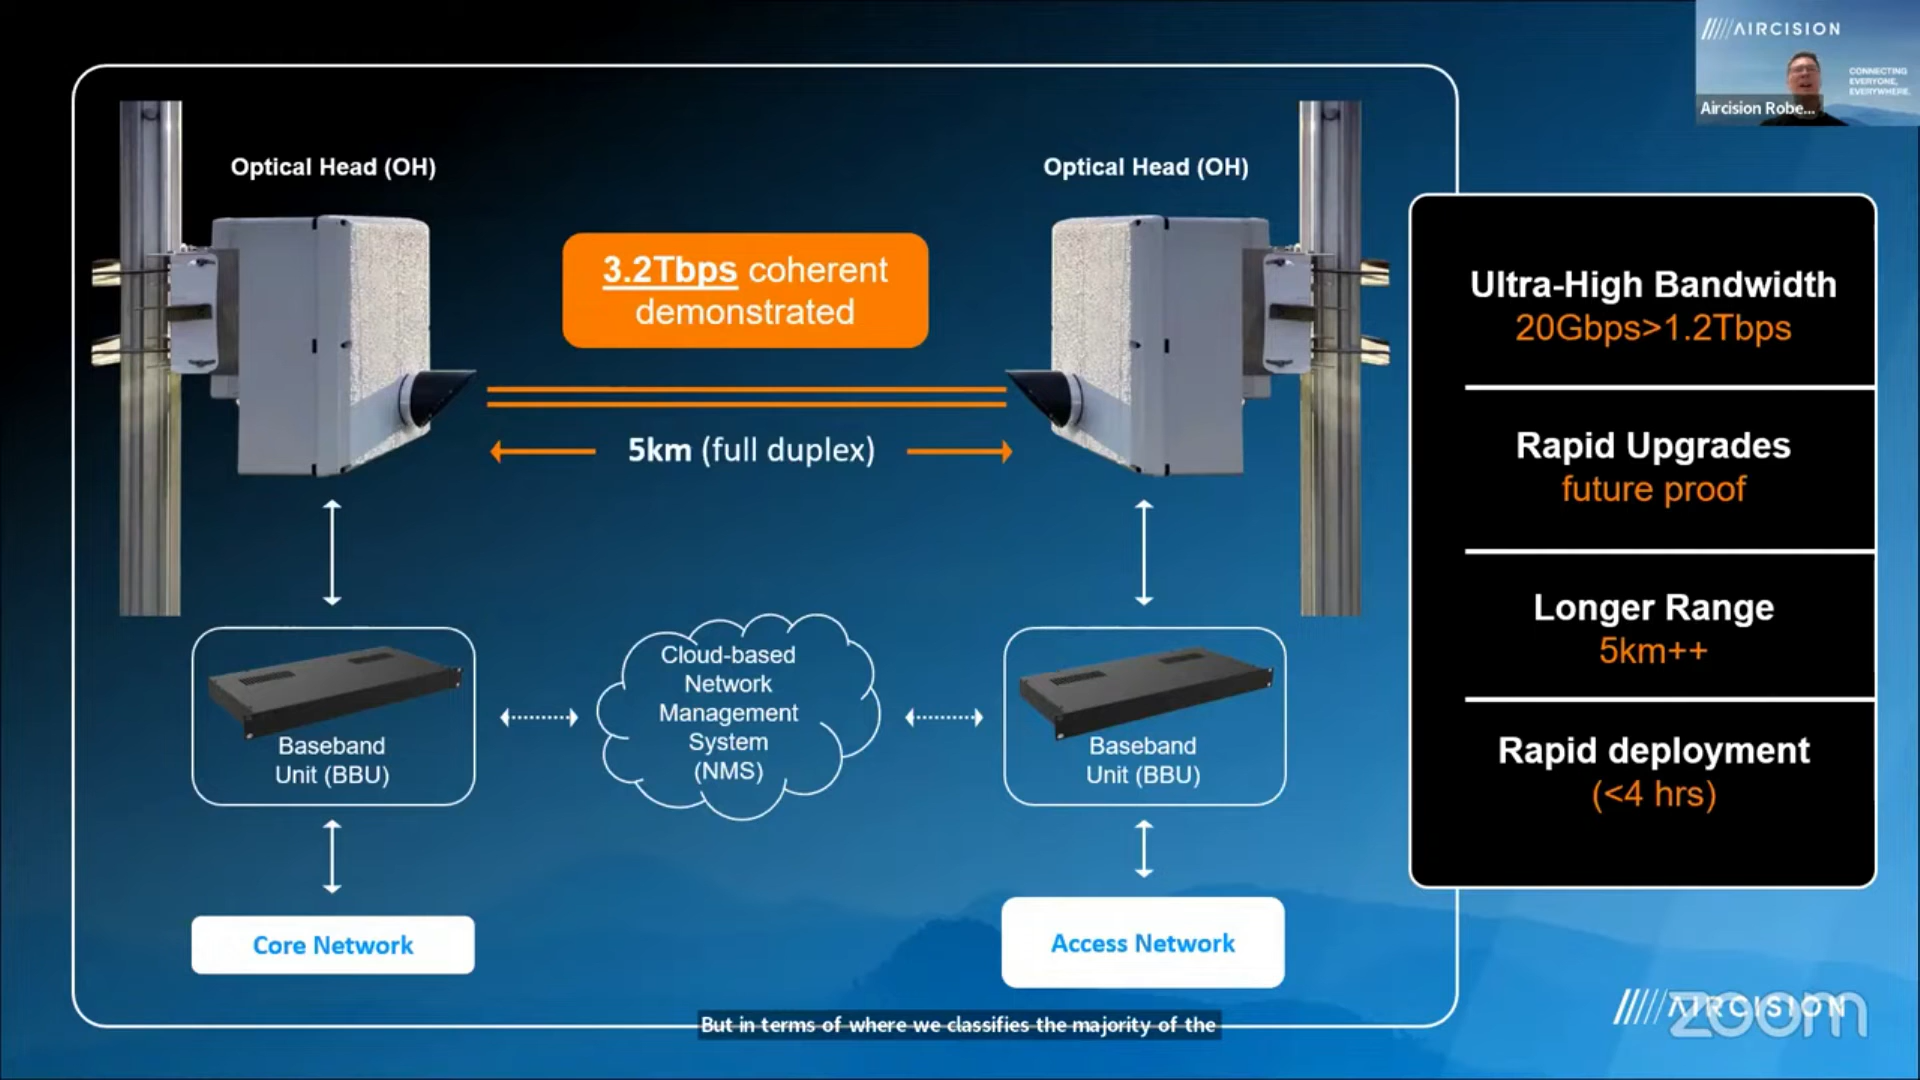 AIRCISION
CONNECTING
EVERYONE,
EVERYWHERE.
Aircision Robe...
Optical Head (OH)
Optical Head (OH)
3.2Tbps coherent
demonstrated
5km (full duplex)
Ultra-High Bandwidth
20Gbps>1.2Tbps
Rapid Upgrades
future proof
Longer Range
5km++
Rapid deployment
(<4 hrs)
Baseband
Unit (BBU)
Cloud-based
Network
Management
System
(NMS)
Baseband
Unit (BBU)
Core Network
Access Network
AIRCISION
zoom
But in terms of where we classifies the majority of the